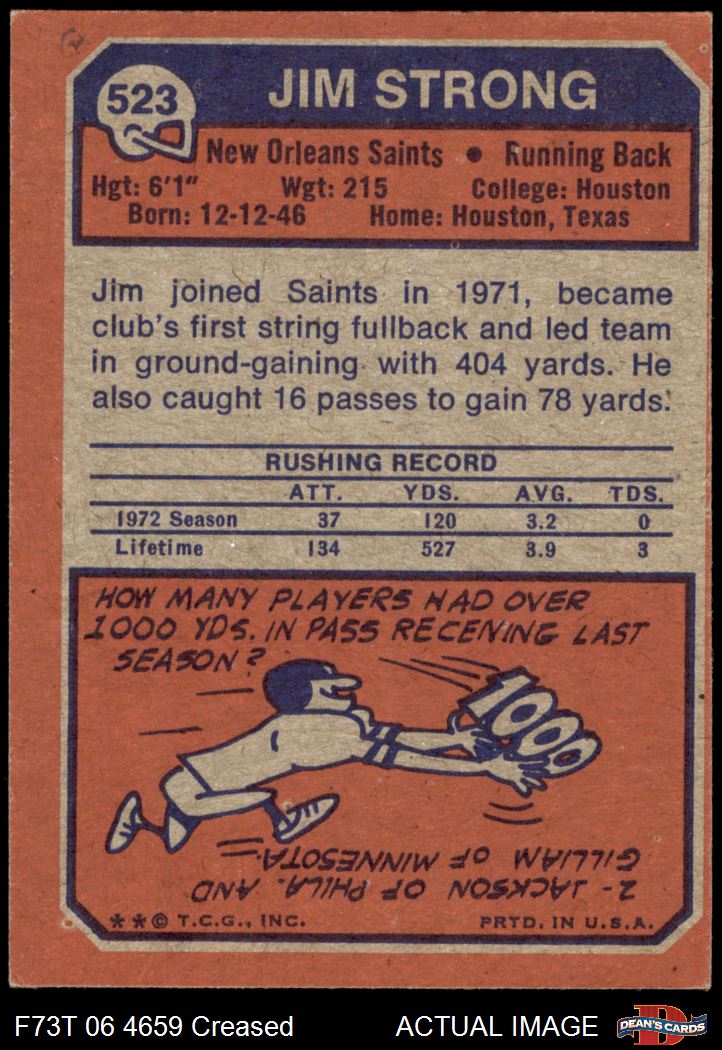 523
JIM STRONG
New Orleans Saints • Running Back
Hgt: 6'1" Wgt: 215 College: Houston
Born: 12-12-46 Home: Houston, Texas
Jim joined Saints in 1971, became
club's first string fullback and led team
in ground-gaining with 404 yards. He
also caught 16 passes to gain 78 yards.
RUSHING RECORD
ATT. YDS. AVG. TDS.
1972 Season 37 120 3.2 0
Lifetime 134 527 3.9 3
HOW MANY PLAYERS HAD OVER
1000 YDS. IN PASS RECEIVING LAST
SEASON?
1000
2- JACKSON OF PHILA. AND
GILLIAM OF MINNESOTA.
**© T.C.G., INC. PRTD. IN U.S.A.
F73T 06 4659 Creased ACTUAL IMAGE
D
DEAN'S CARDS